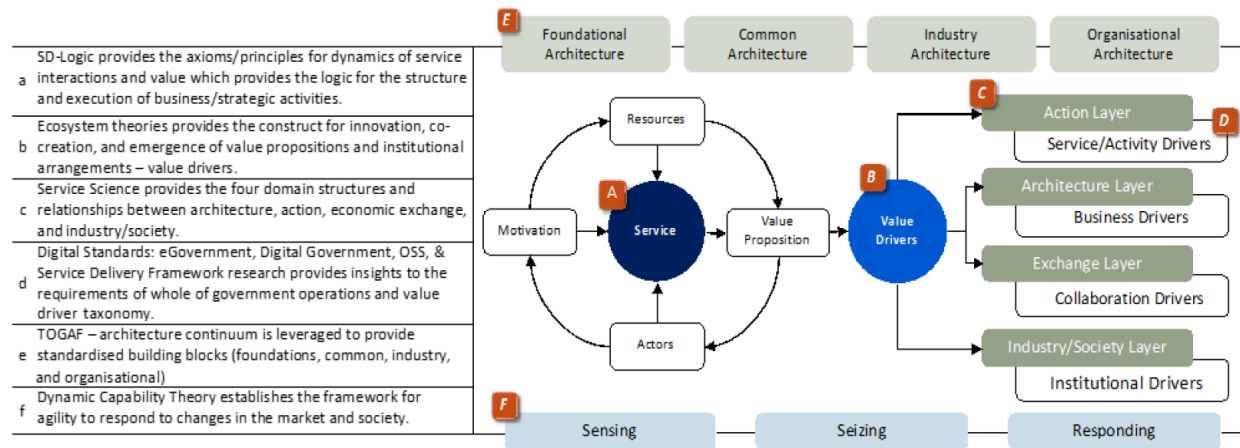 a
SD-Logic provides the axioms/principles for dynamics of service
interactions and value which provides the logic for the structure
and execution of business/strategic activities.
b
Ecosystem theories provides the construct for innovation, co-
creation, and emergence of value propositions and institutional
arrangements – value drivers.
c
Service Science provides the four domain structures and
relationships between architecture, action, economic exchange,
and industry/society.
d
Digital Standards: eGovernment, Digital Government, OSS, &
Service Delivery Framework research provides insights to the
requirements of whole of government operations and value
driver taxonomy.
e
TOGAF – architecture continuum is leveraged to provide
standardised building blocks (foundations, common, industry,
and organisational)
f
Dynamic Capability Theory establishes the framework for
agility to respond to changes in the market and society.
E
Foundational
Architecture
Common
Architecture
Industry
Architecture
Organisational
Architecture
Resources
Motivation
A
Service
Value
Proposition
Actors
B
Value
Drivers
C
Action Layer
D
Service/Activity Drivers
Architecture Layer
Business Drivers
Exchange Layer
Collaboration Drivers
Industry/Society Layer
Institutional Drivers
F
Sensing
Seizing
Responding